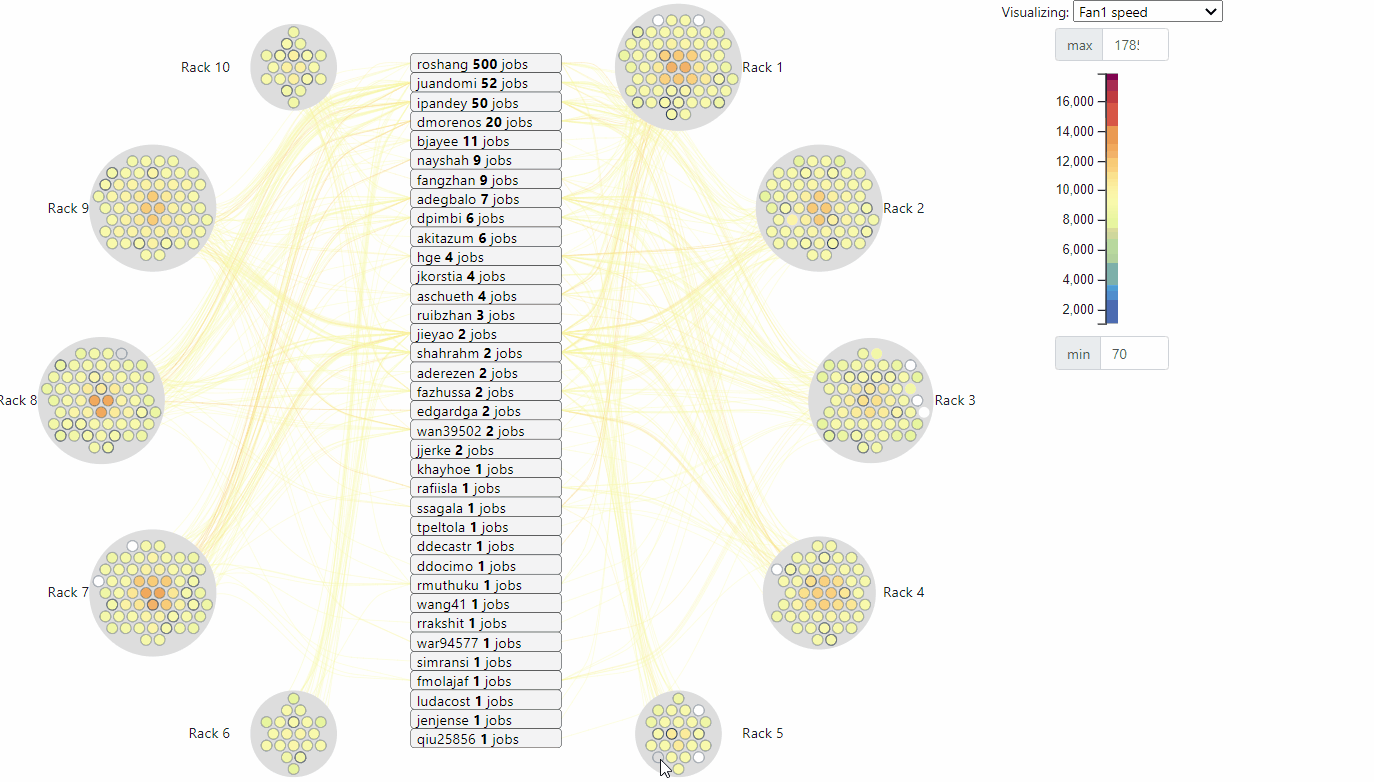 Visualizing: Fan1 speed
max 1785
16,000
14,000
12,000
10,000
8,000
6,000
4,000
2,000
min 70
Rack 10
Rack 1
Rack 9
Rack 2
Rack 8
Rack 3
Rack 7
Rack 4
Rack 6
Rack 5
roshang 500 jobs
juandomi 52 jobs
ipandey 50 jobs
dmorenos 20 jobs
bjayee 11 jobs
nayshah 9 jobs
fangzhan 9 jobs
adegbalo 7 jobs
dpimbi 6 jobs
akitazum 6 jobs
hge 4 jobs
jkorstia 4 jobs
aschueth 4 jobs
ruibzhan 3 jobs
jieyao 2 jobs
shahrahm 2 jobs
aderezen 2 jobs
fazhussa 2 jobs
edgardga 2 jobs
wan39502 2 jobs
jjerke 2 jobs
khayhoe 1 jobs
rafiisla 1 jobs
ssagala 1 jobs
tpeltola 1 jobs
ddecastr 1 jobs
ddocimo 1 jobs
rmuthuku 1 jobs
wang41 1 jobs
rrakshit 1 jobs
war94577 1 jobs
simransi 1 jobs
fmolajaf 1 jobs
ludacost 1 jobs
jenjense 1 jobs
qiu25856 1 jobs